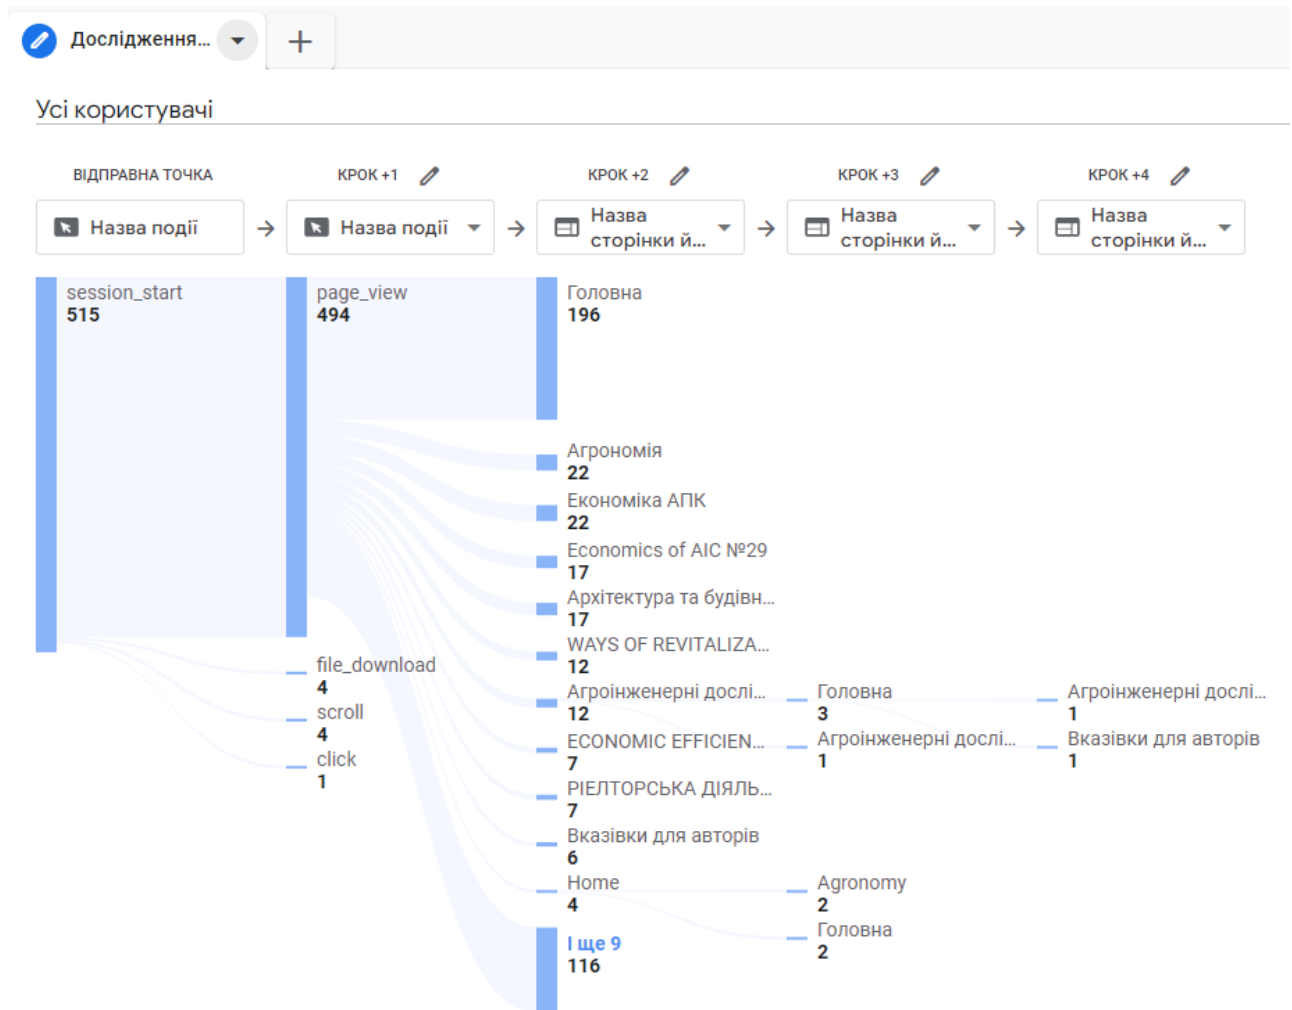 Дослідження...
Усі користувачі
ВІДПРАВНА ТОЧКА
КРОК +1
КРОК +2
КРОК +3
КРОК +4
Назва події
Назва події
Назва
сторінки й...
Назва
сторінки й...
Назва
сторінки й...
session_start
515
page_view
494
file_download
4
scroll
4
click
1
Головна
196
Агрономія
22
Економіка АПК
22
Economics of AIC №29
17
Архітектура та будівн...
17
WAYS OF REVITALIZA...
12
Агроінженерні дослі...
12
ECONOMIC EFFICIEN...
7
РІЕЛТОРСЬКА ДІЯЛЬ...
7
Вказівки для авторів
6
Home
4
І ще 9
116
Головна
3
Агроінженерні дослі...
1
Agronomy
2
Головна
2
Агроінженерні дослі...
1
Вказівки для авторів
1